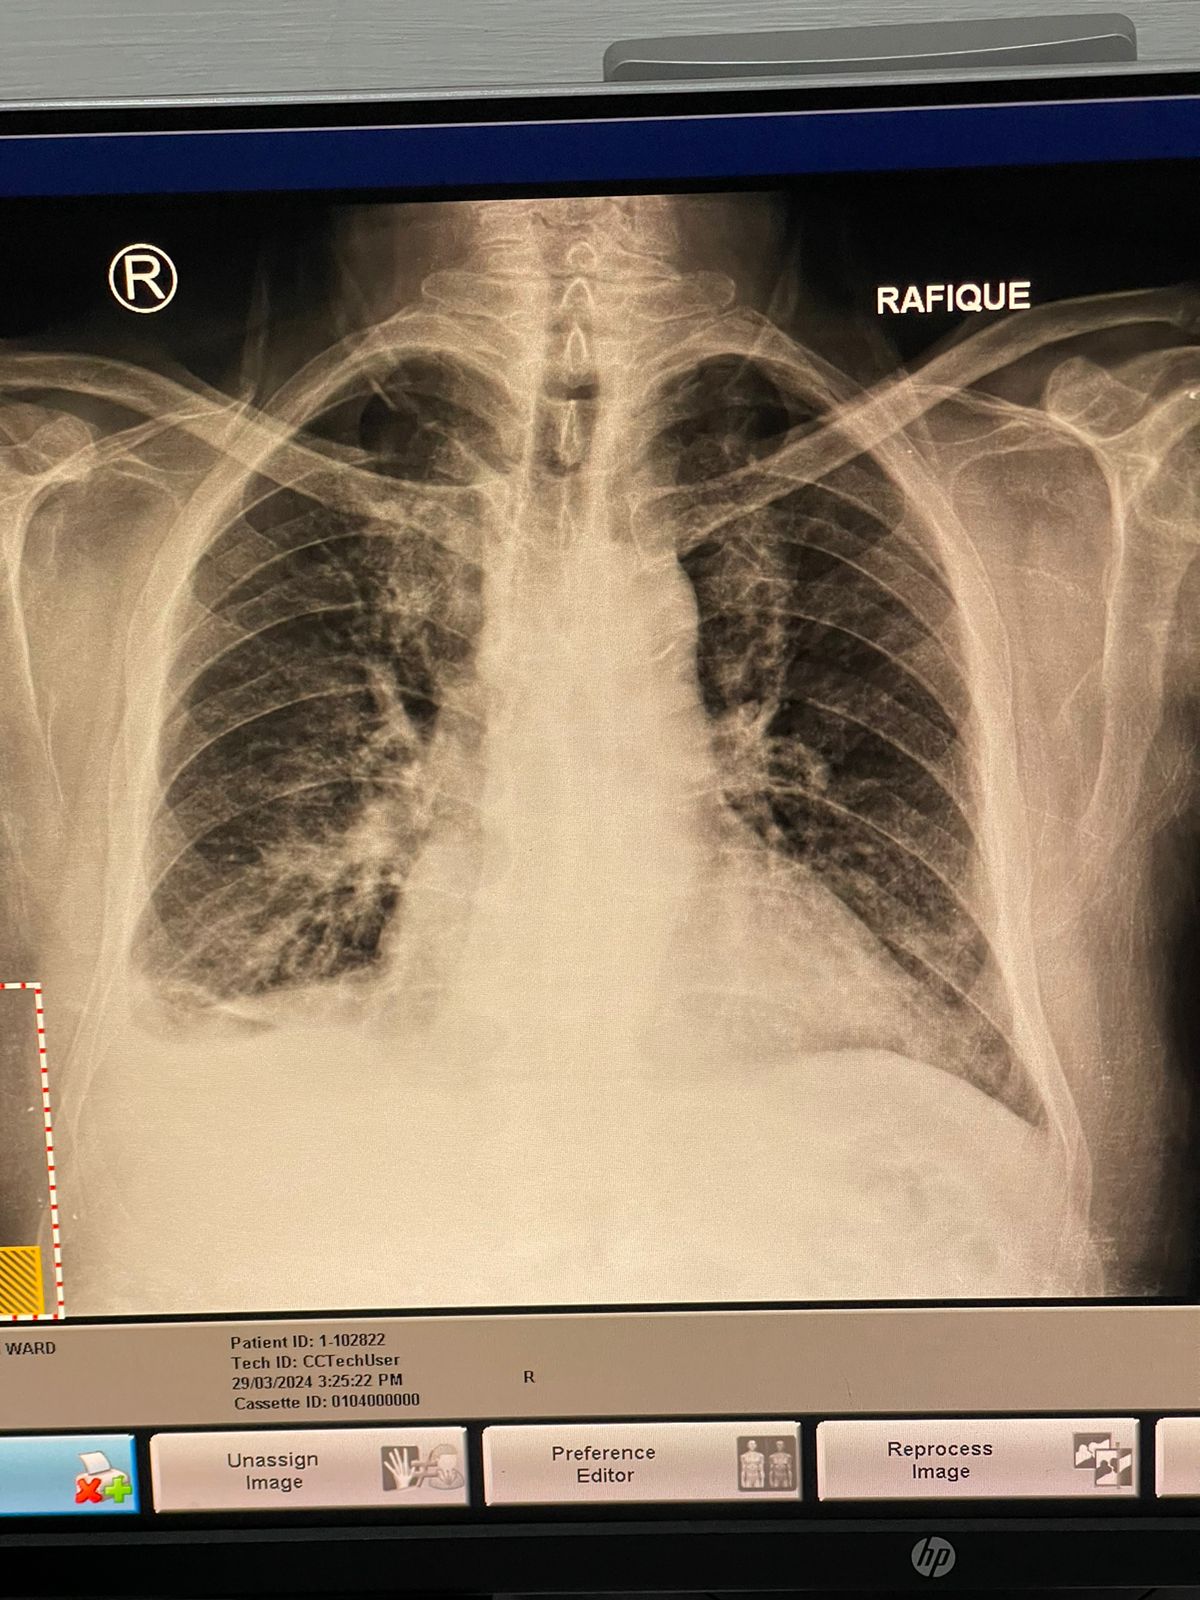 R
RAFIQUE
WARD
Patient ID: 1-102822
Tech ID: CCTechUser
29/03/2024 3:25:22 PM
Cassette ID: 0104000000
R
Unassign
Image
Preference
Editor
Reprocess
Image
hp